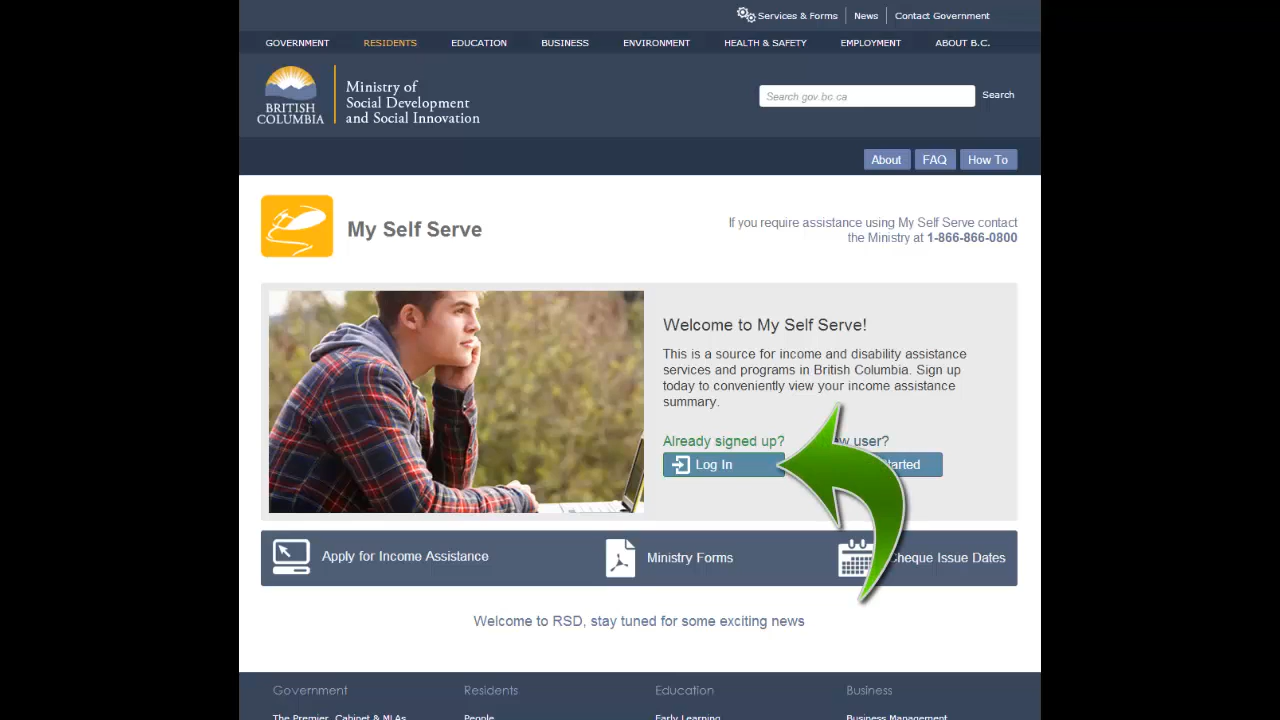 Services & Forms
News
Contact Government
GOVERNMENT
RESIDENTS
EDUCATION
BUSINESS
ENVIRONMENT
HEALTH & SAFETY
EMPLOYMENT
ABOUT B.C.
BRITISH
COLUMBIA
Ministry of
Social Development
and Social Innovation
Search gov.bc.ca
Search
About
FAQ
How To
My Self Serve
If you require assistance using My Self Serve contact
the Ministry at 1-866-866-0800
Welcome to My Self Serve!
This is a source for income and disability assistance
services and programs in British Columbia. Sign up
today to conveniently view your income assistance
summary.
Already signed up?
user?
Log In
Apply for Income Assistance
Ministry Forms
Cheque Issue Dates
Welcome to RSD, stay tuned for some exciting news
Government
Residents
Education
Business
The Premier, Cabinet & MLAs
People
Early Learning
Business Management